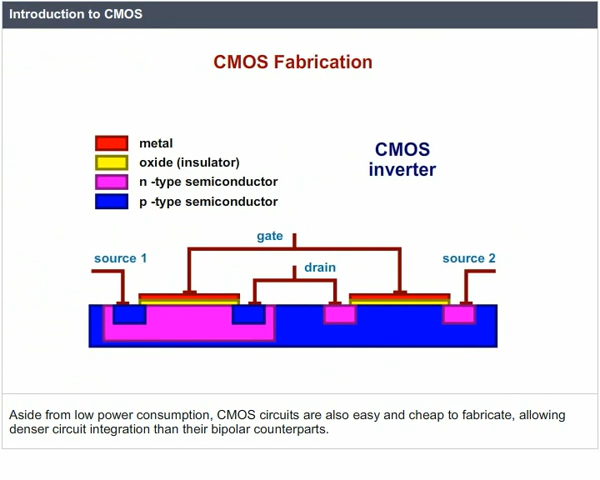 Introduction to CMOS
CMOS Fabrication
metal
oxide (insulator)
n -type semiconductor
p -type semiconductor
CMOS
inverter
gate
source 1
drain
source 2
Aside from low power consumption, CMOS circuits are also easy and cheap to fabricate, allowing
denser circuit integration than their bipolar counterparts.